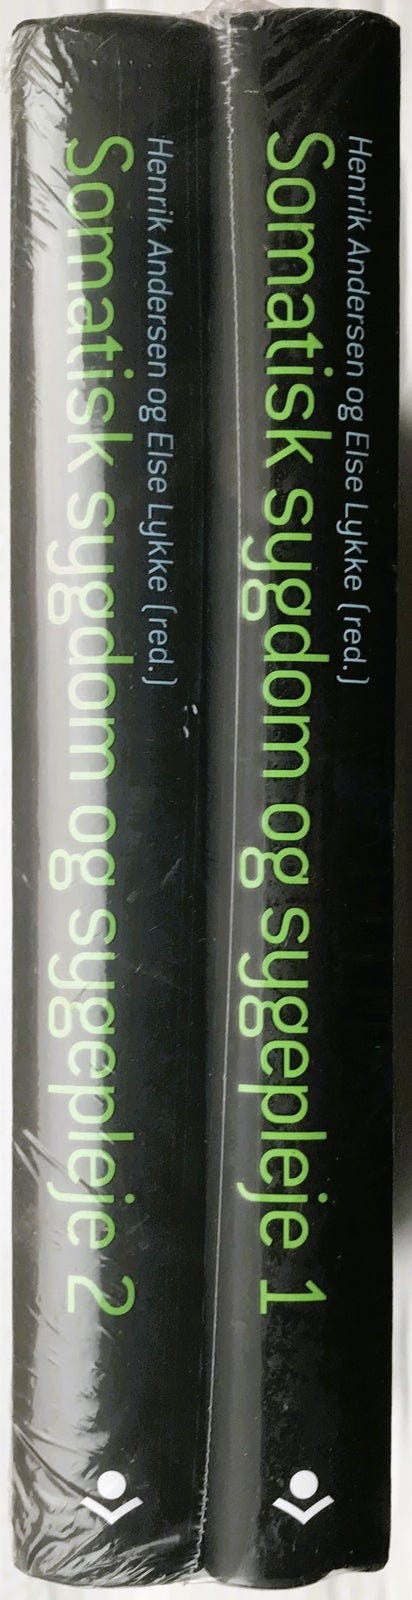 Henrik Andersen og Else Lykke (red.)
Somatisk sygdom og sygepleje 1
Henrik Andersen og Else Lykke (red.)
Somatisk sygdom og sygepleje 2